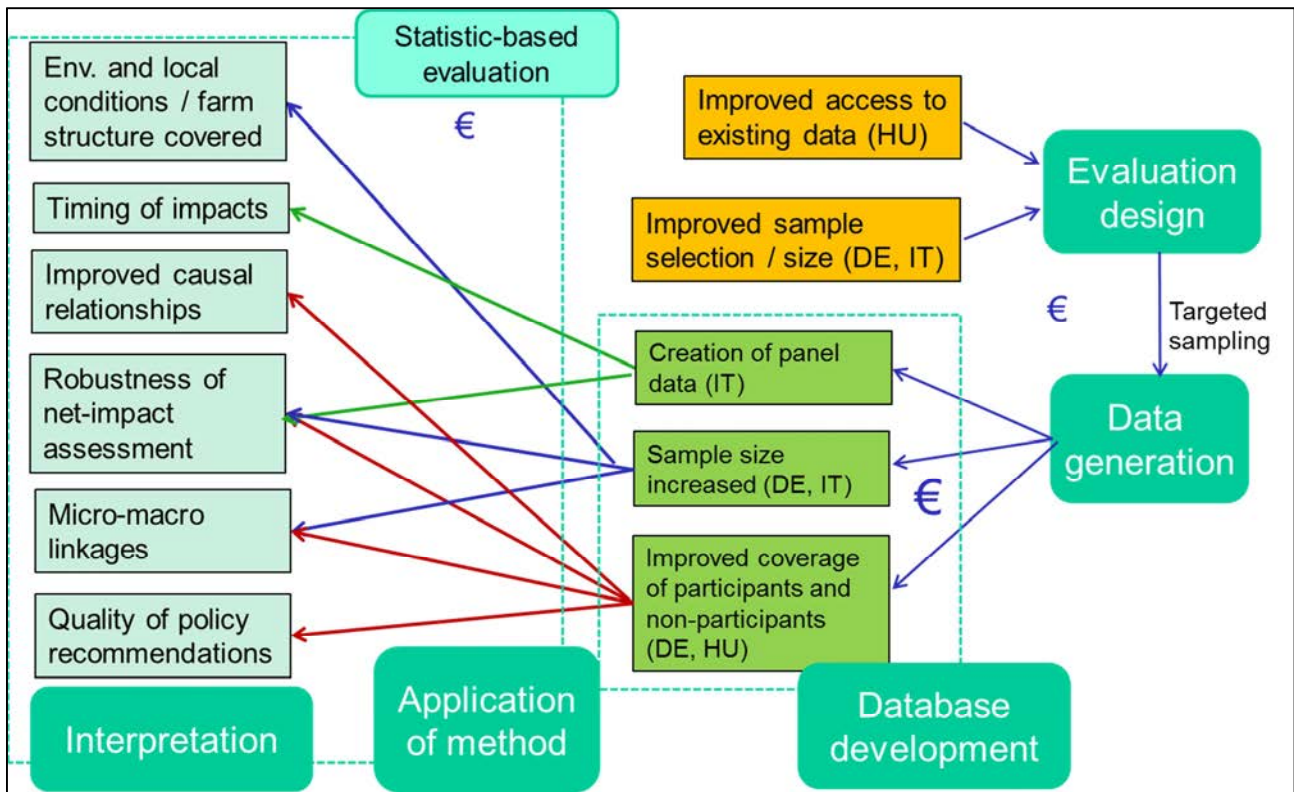 Statistic-based
evaluation
€
Env. and local
conditions / farm
structure covered
Timing of impacts
Improved causal
relationships
Robustness of
net-impact
assessment
Micro-macro
linkages
Quality of policy
recommendations
Interpretation
Application
of method
Improved access to
existing data (HU)
Improved sample
selection / size (DE, IT)
Evaluation
design
€
Targeted
sampling
Creation of panel
data (IT)
Sample size
increased (DE, IT)
€
Improved coverage
of participants and
non-participants
(DE, HU)
Data
generation
Database
development